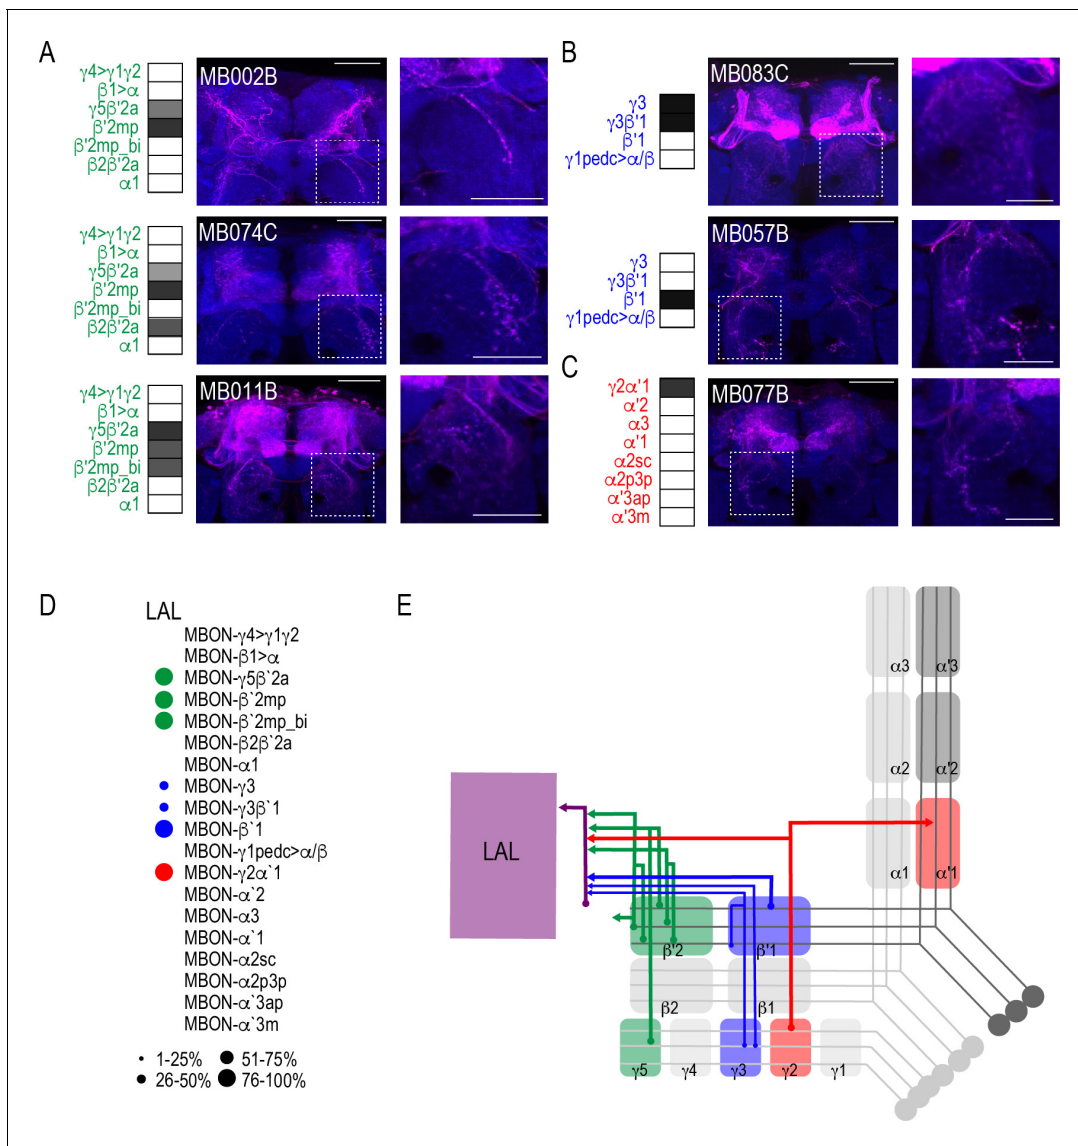 A
γ4>γ1γ2
β1>α
γ5β'2a
β'2mp
β'2mp_bi
β2β'2a
α1
MB002B
γ4>γ1γ2
β1>α
γ5β'2a
β'2mp
β'2mp_bi
β2β'2a
α1
MB074C
γ4>γ1γ2
β1>α
γ5β'2a
β'2mp
β'2mp_bi
β2β'2a
α1
MB011B
B
γ3
γ3β'1
β'1
γ1pedc>α/β
MB083C
γ3
γ3β'1
β'1
γ1pedc>α/β
MB057B
C
γ2α'1
α'2
α3
α'1
α2sc
α2p3p
α'3ap
α'3m
MB077B
D
LAL
MBON-γ4>γ1γ2
MBON-β1>α
MBON-γ5β`2a
MBON-β`2mp
MBON-β`2mp_bi
MBON-β2β`2a
MBON-α1
MBON-γ3
MBON-γ3β`1
MBON-β`1
MBON-γ1pedc>α/β
MBON-γ2α`1
MBON-α`2
MBON-α3
MBON-α`1
MBON-α2sc
MBON-α2p3p
MBON-α`3ap
MBON-α`3m
1-25% 51-75%
26-50% 76-100%
E
α3 α'3
α2 α'2
α1 α'1
LAL
β'2 β'1
β2 β1
γ5 γ4 γ3 γ2 γ1